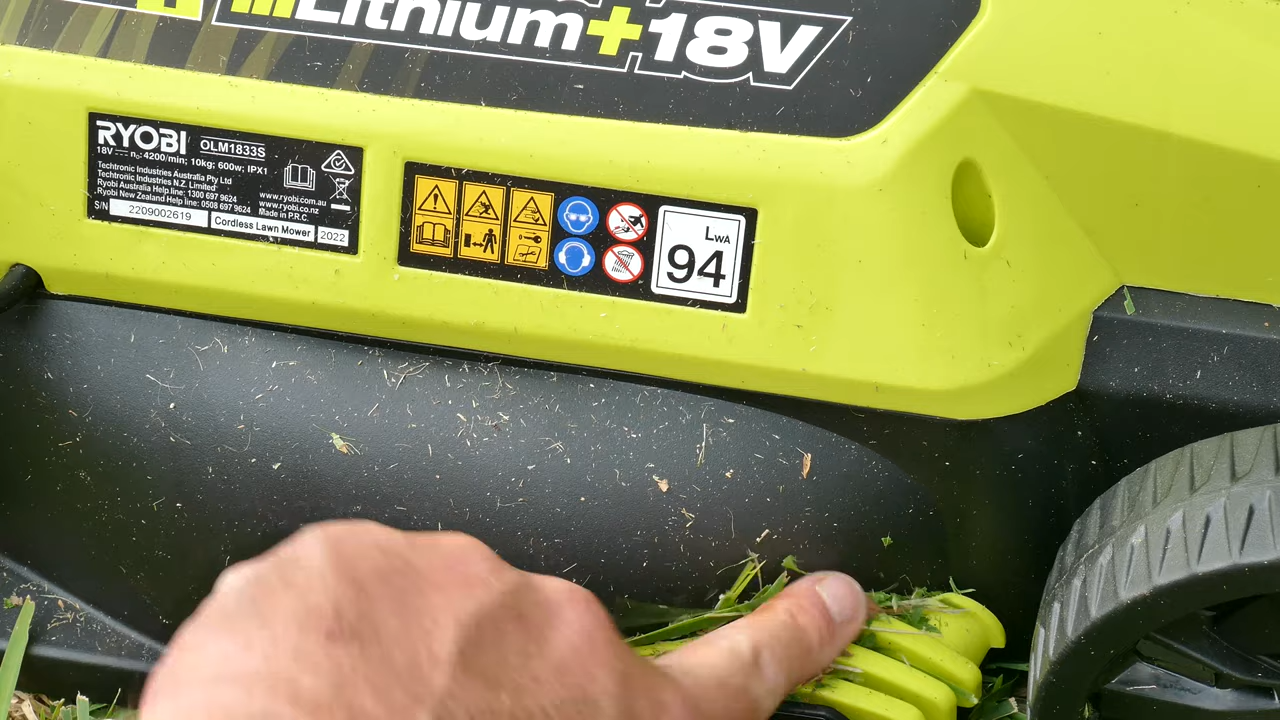 Lithium+18V
RYOBI OLM1833S
18V n₀:4200/min; 10kg; 600w; IPX1
Techtronic Industries Australia Pty Ltd
Techtronic Industries N.Z. Limited
Ryobi Australia Help line: 1300 697 9624
www.ryobi.com.au
Ryobi New Zealand Help line: 0508 697 9624
www.ryobi.co.nz
Made in P.R.C.
S/N 2209002619 Cordless Lawn Mower 2022
LWA
94